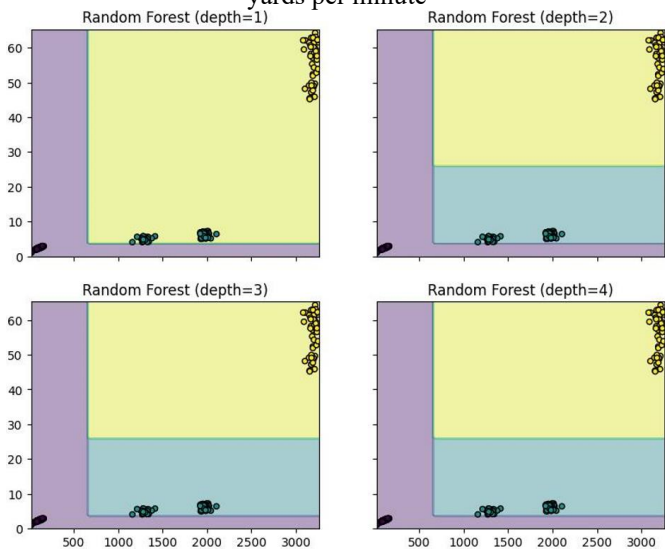 yards per minute
Random Forest (depth=1)
Random Forest (depth=2)
60
50
40
30
20
10
0
Random Forest (depth=3)
Random Forest (depth=4)
60
50
40
30
20
10
0
500 1000 1500 2000 2500 3000
500 1000 1500 2000 2500 3000